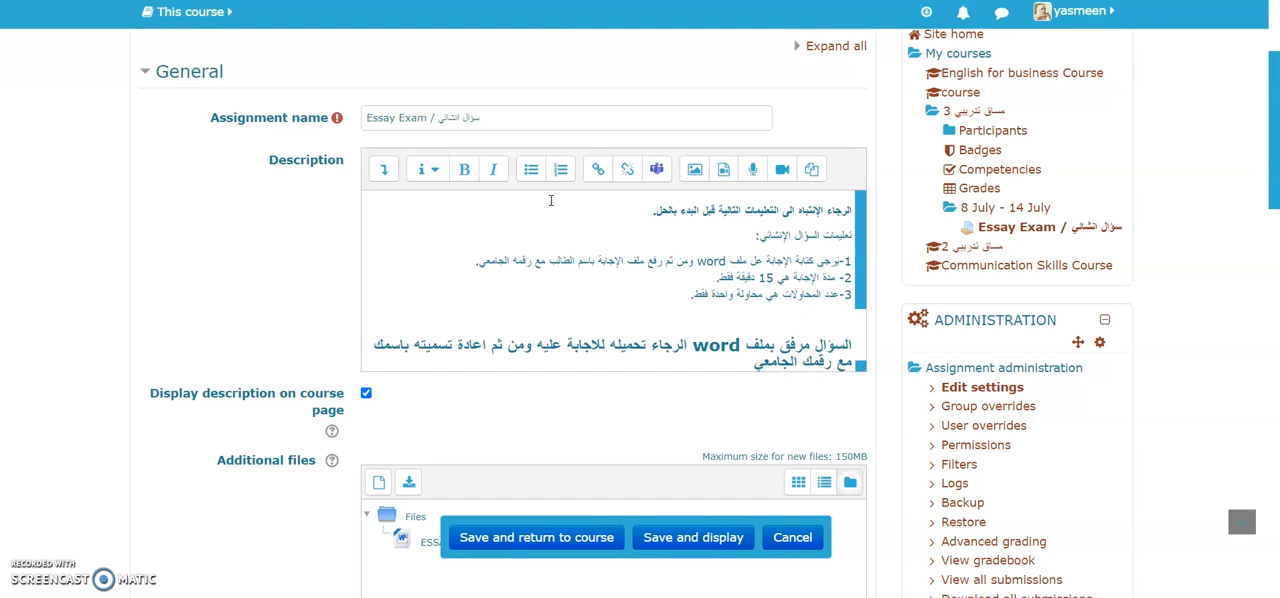 This course
yasmeen
Expand all
General
Assignment name
Essay Exam / سؤال انشائي
Description
الرجاء الإنتباه الى التعليمات التالية قبل البدء بالحل.
تعليمات السؤال الإنشائي:
1-يرجى كتابة الإجابة عل ملف word ومن ثم رفع ملف الإجابة باسم الطالب مع رقمه الجامعي.
2- مدة الإجابة هي 15 دقيقة فقط.
3-عدد المحاولات هي محاولة واحدة فقط.
السؤال مرفق بملف word الرجاء تحميله للاجابة عليه ومن ثم اعادة تسميته باسمك
مع رقمك الجامعي
Display description on course
page
Additional files
Maximum size for new files: 150MB
Files
ESS
Save and return to course
Save and display
Cancel
Site home
My courses
English for business Course
course
مساق تدريبي 3
Participants
Badges
Competencies
Grades
8 July - 14 July
Essay Exam / سؤال انشائي
مساق تدريبي 2
Communication Skills Course
ADMINISTRATION
Assignment administration
Edit settings
Group overrides
User overrides
Permissions
Filters
Logs
Backup
Restore
Advanced grading
View gradebook
View all submissions
Download all submissions
RECORDED WITH
SCREENCAST MATIC